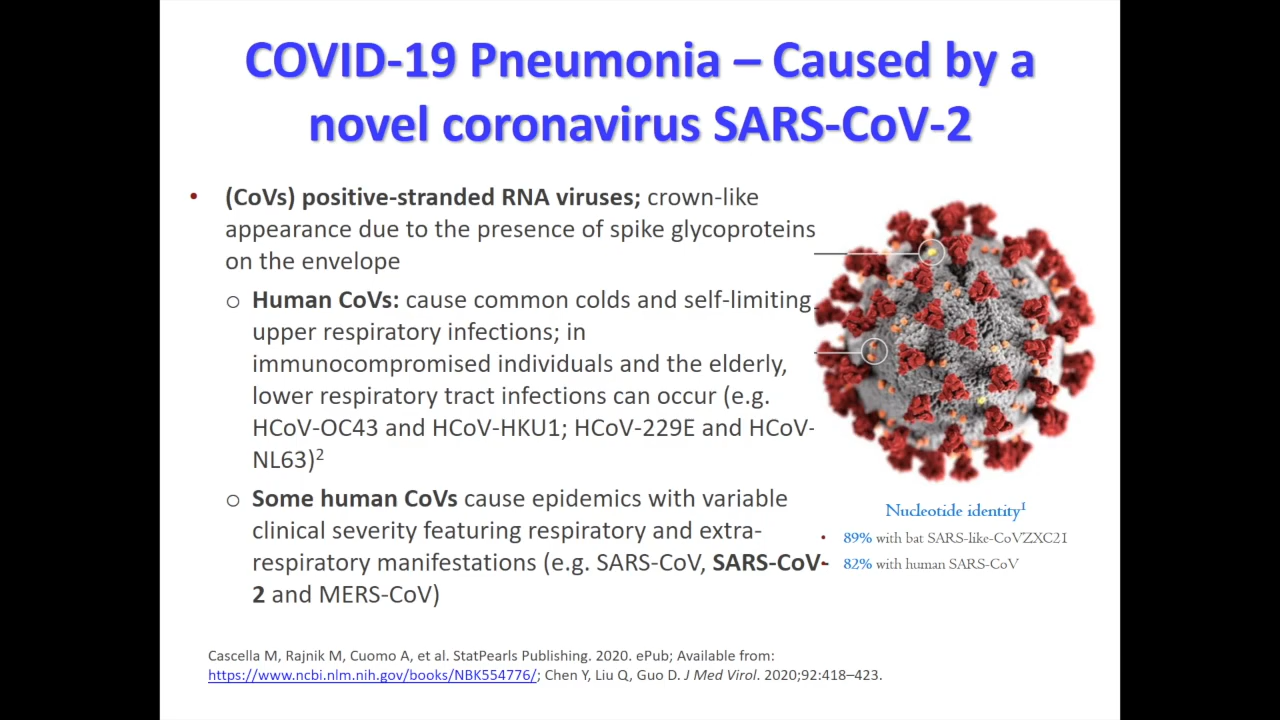 COVID-19 Pneumonia – Caused by a
novel coronavirus SARS-CoV-2
• (CoVs) positive-stranded RNA viruses; crown-like
appearance due to the presence of spike glycoproteins
on the envelope
o Human CoVs: cause common colds and self-limiting
upper respiratory infections; in
immunocompromised individuals and the elderly,
lower respiratory tract infections can occur (e.g.
HCoV-OC43 and HCoV-HKU1; HCoV-229E and HCoV-
NL63)²
o Some human CoVs cause epidemics with variable
clinical severity featuring respiratory and extra-
respiratory manifestations (e.g. SARS-CoV, SARS-CoV-
2 and MERS-CoV)
Nucleotide identity¹
• 89% with bat SARS-like-CoVZXC21
• 82% with human SARS-CoV
Cascella M, Rajnik M, Cuomo A, et al. StatPearls Publishing. 2020. ePub; Available from:
https://www.ncbi.nlm.nih.gov/books/NBK554776/; Chen Y, Liu Q, Guo D. J Med Virol. 2020;92:418–423.